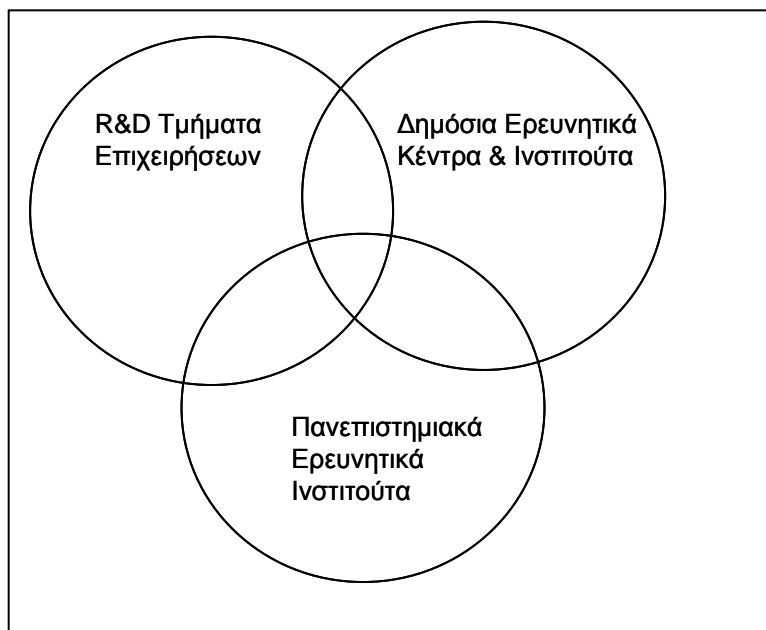 R&D Τμήματα
Επιχειρήσεων
Δημόσια Ερευνητικά
Κέντρα & Ινστιτούτα
Πανεπιστημιακά
Ερευνητικά
Ινστιτούτα